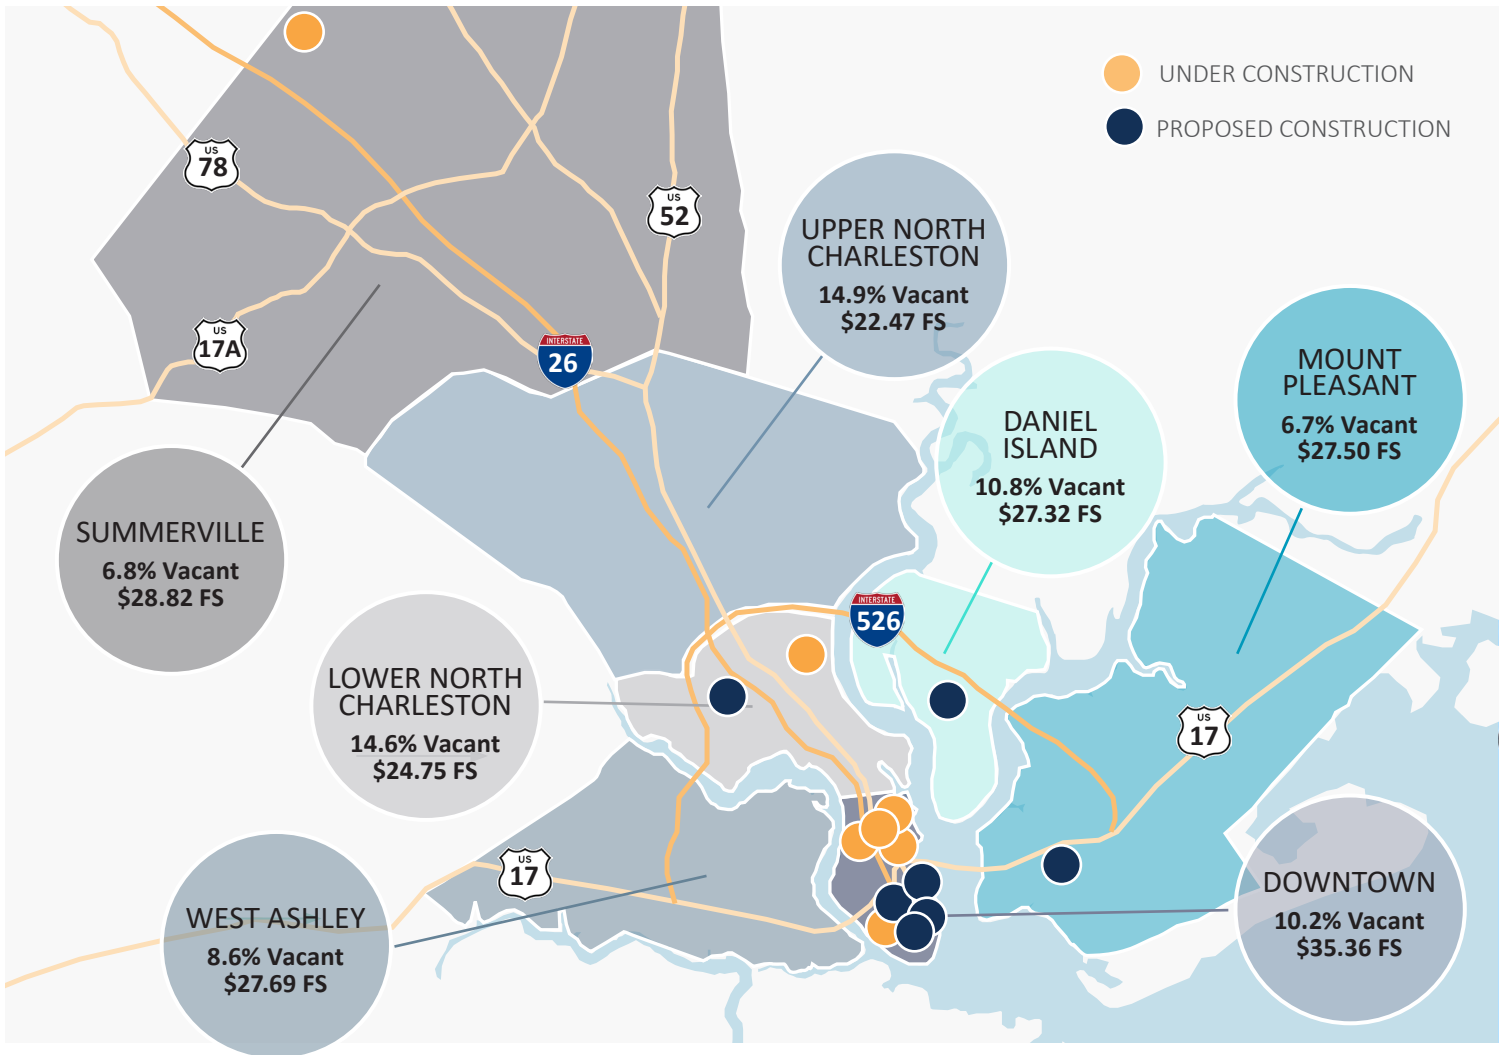 UNDER CONSTRUCTION
PROPOSED CONSTRUCTION
US
78
US
52
US
17A
INTERSTATE
26
UPPER NORTH
CHARLESTON
14.9% Vacant
$22.47 FS
MOUNT
PLEASANT
6.7% Vacant
$27.50 FS
DANIEL
ISLAND
10.8% Vacant
$27.32 FS
SUMMERVILLE
6.8% Vacant
$28.82 FS
INTERSTATE
526
LOWER NORTH
CHARLESTON
14.6% Vacant
$24.75 FS
US
17
US
17
WEST ASHLEY
8.6% Vacant
$27.69 FS
DOWNTOWN
10.2% Vacant
$35.36 FS